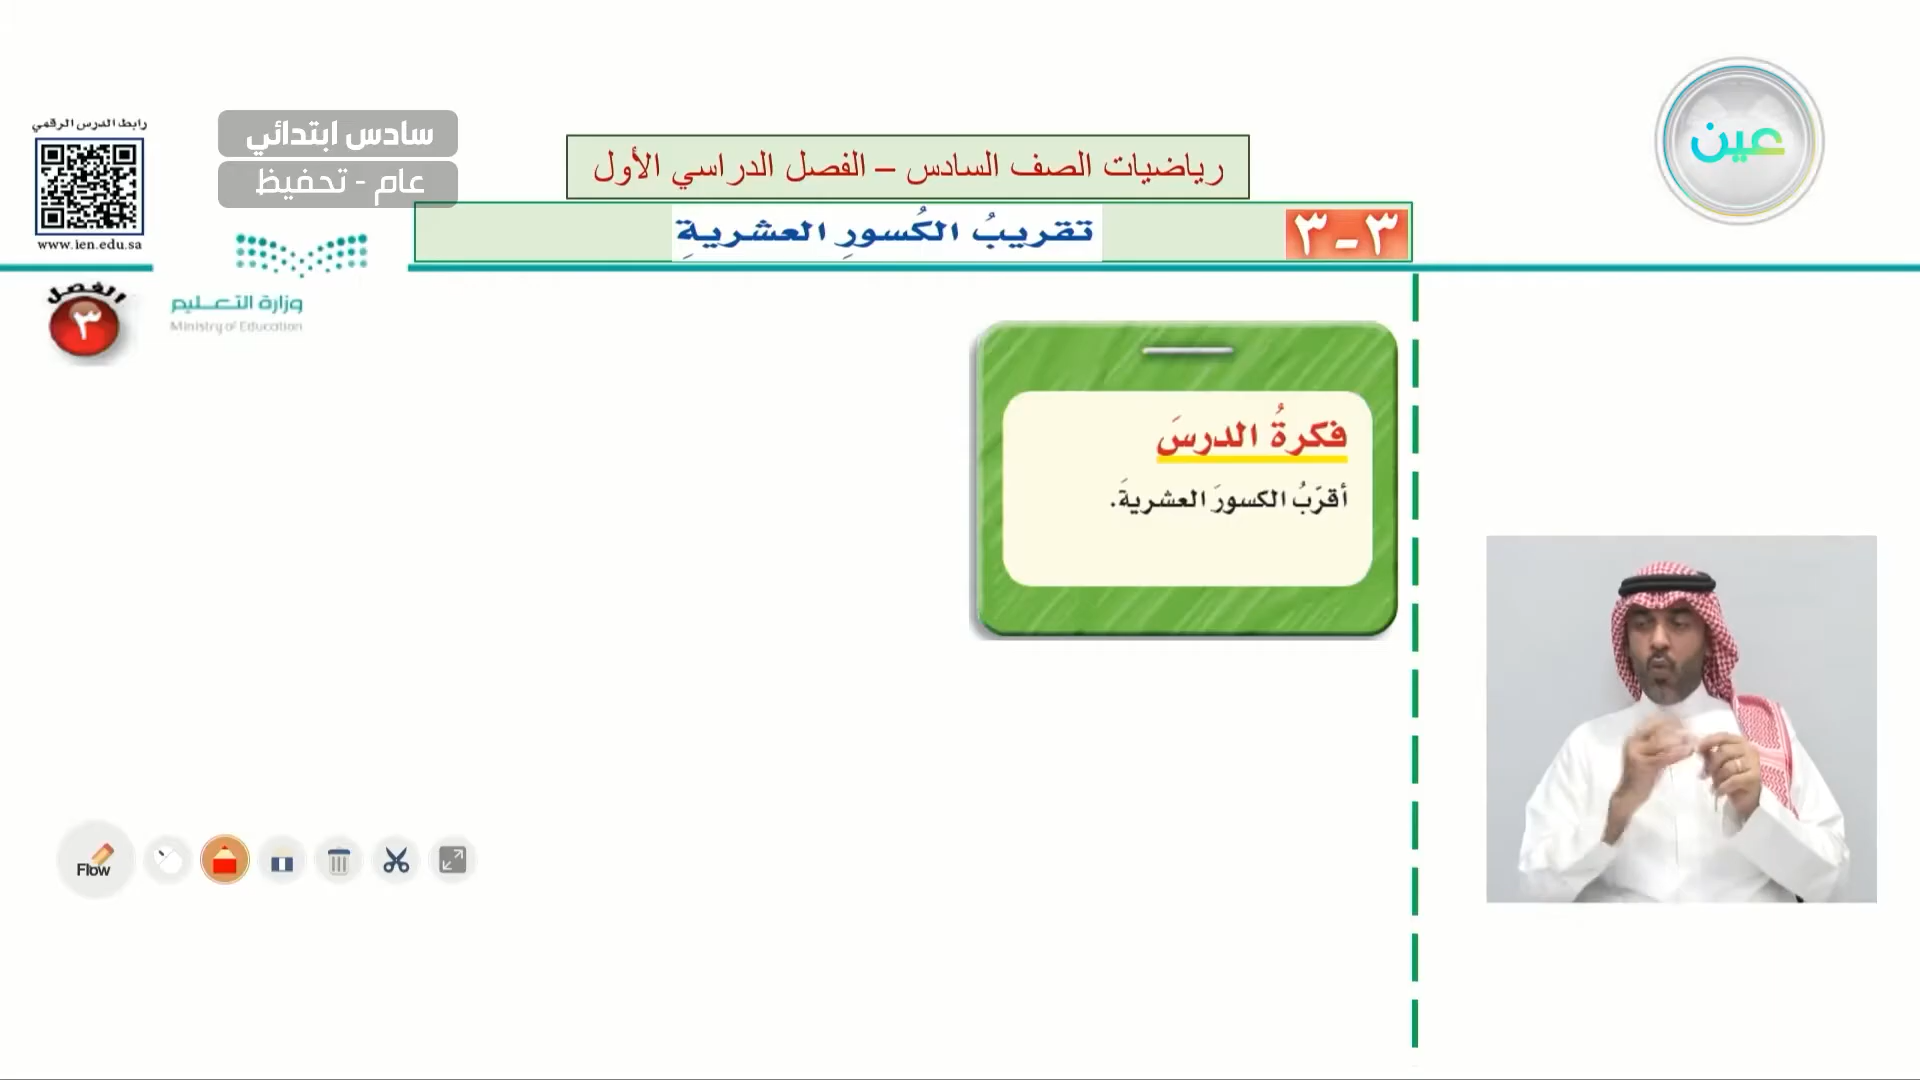 رابط الدرس الرقمي
www.ien.edu.sa
سادس ابتدائي
عام - تحفيظ
رياضيات الصف السادس – الفصل الدراسي الأول
عين
٣-٣
تقريبُ الكُسورِ العشريةِ
الفصل
٣
وزارة التعليم
Ministry of Education
فكرةُ الدرسَ
أقرّبُ الكسورَ العشريةَ.
Flow